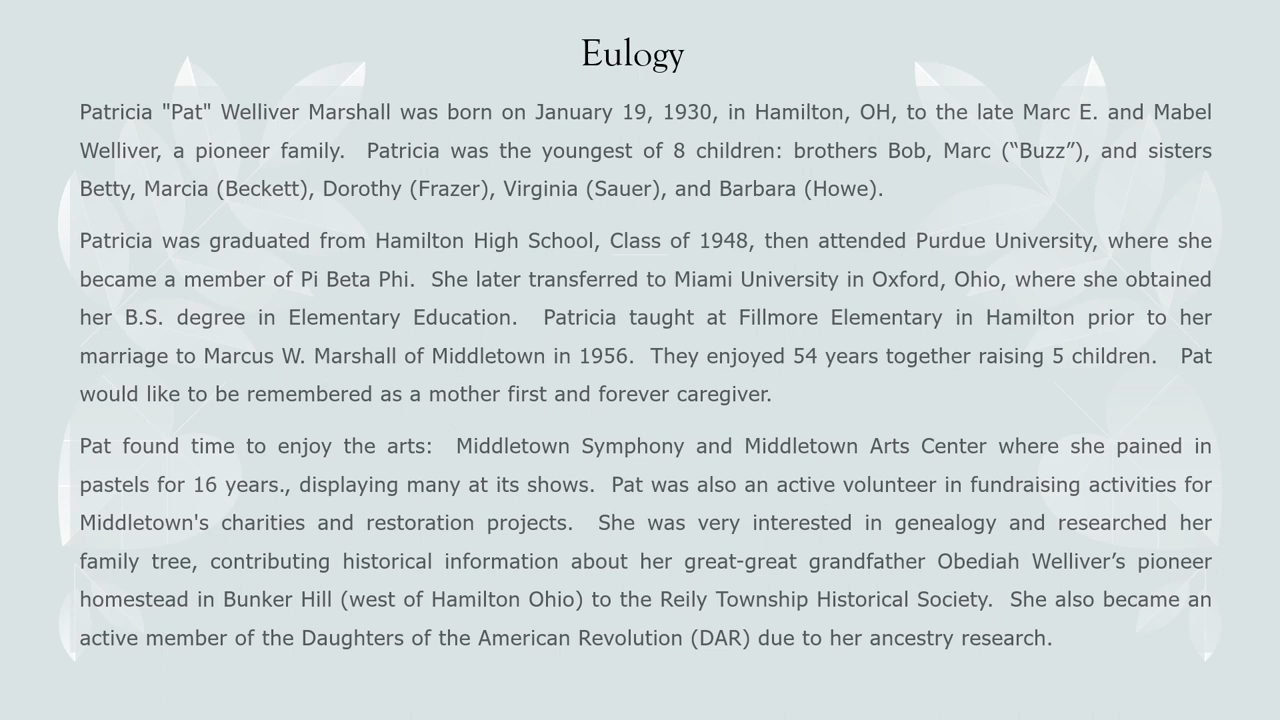 Eulogy
Patricia "Pat" Welliver Marshall was born on January 19, 1930, in Hamilton, OH, to the late Marc E. and Mabel
Welliver, a pioneer family.  Patricia was the youngest of 8 children: brothers Bob, Marc (“Buzz”), and sisters
Betty, Marcia (Beckett), Dorothy (Frazer), Virginia (Sauer), and Barbara (Howe).
Patricia was graduated from Hamilton High School, Class of 1948, then attended Purdue University, where she
became a member of Pi Beta Phi.  She later transferred to Miami University in Oxford, Ohio, where she obtained
her B.S. degree in Elementary Education.  Patricia taught at Fillmore Elementary in Hamilton prior to her
marriage to Marcus W. Marshall of Middletown in 1956.  They enjoyed 54 years together raising 5 children.   Pat
would like to be remembered as a mother first and forever caregiver.
Pat found time to enjoy the arts:  Middletown Symphony and Middletown Arts Center where she pained in
pastels for 16 years., displaying many at its shows.  Pat was also an active volunteer in fundraising activities for
Middletown's charities and restoration projects.  She was very interested in genealogy and researched her
family tree, contributing historical information about her great-great grandfather Obediah Welliver’s pioneer
homestead in Bunker Hill (west of Hamilton Ohio) to the Reily Township Historical Society.  She also became an
active member of the Daughters of the American Revolution (DAR) due to her ancestry research.